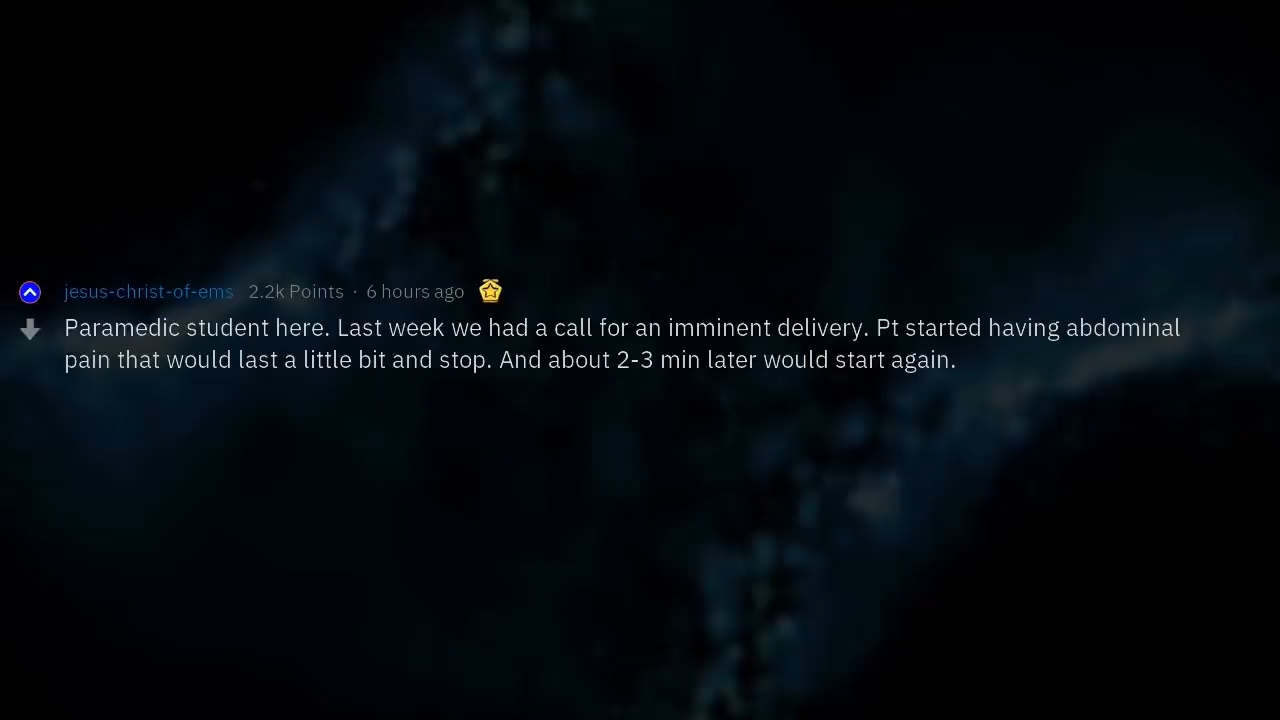 jesus-christ-of-ems 2.2k Points · 6 hours ago
Paramedic student here. Last week we had a call for an imminent delivery. Pt started having abdominal
pain that would last a little bit and stop. And about 2-3 min later would start again.